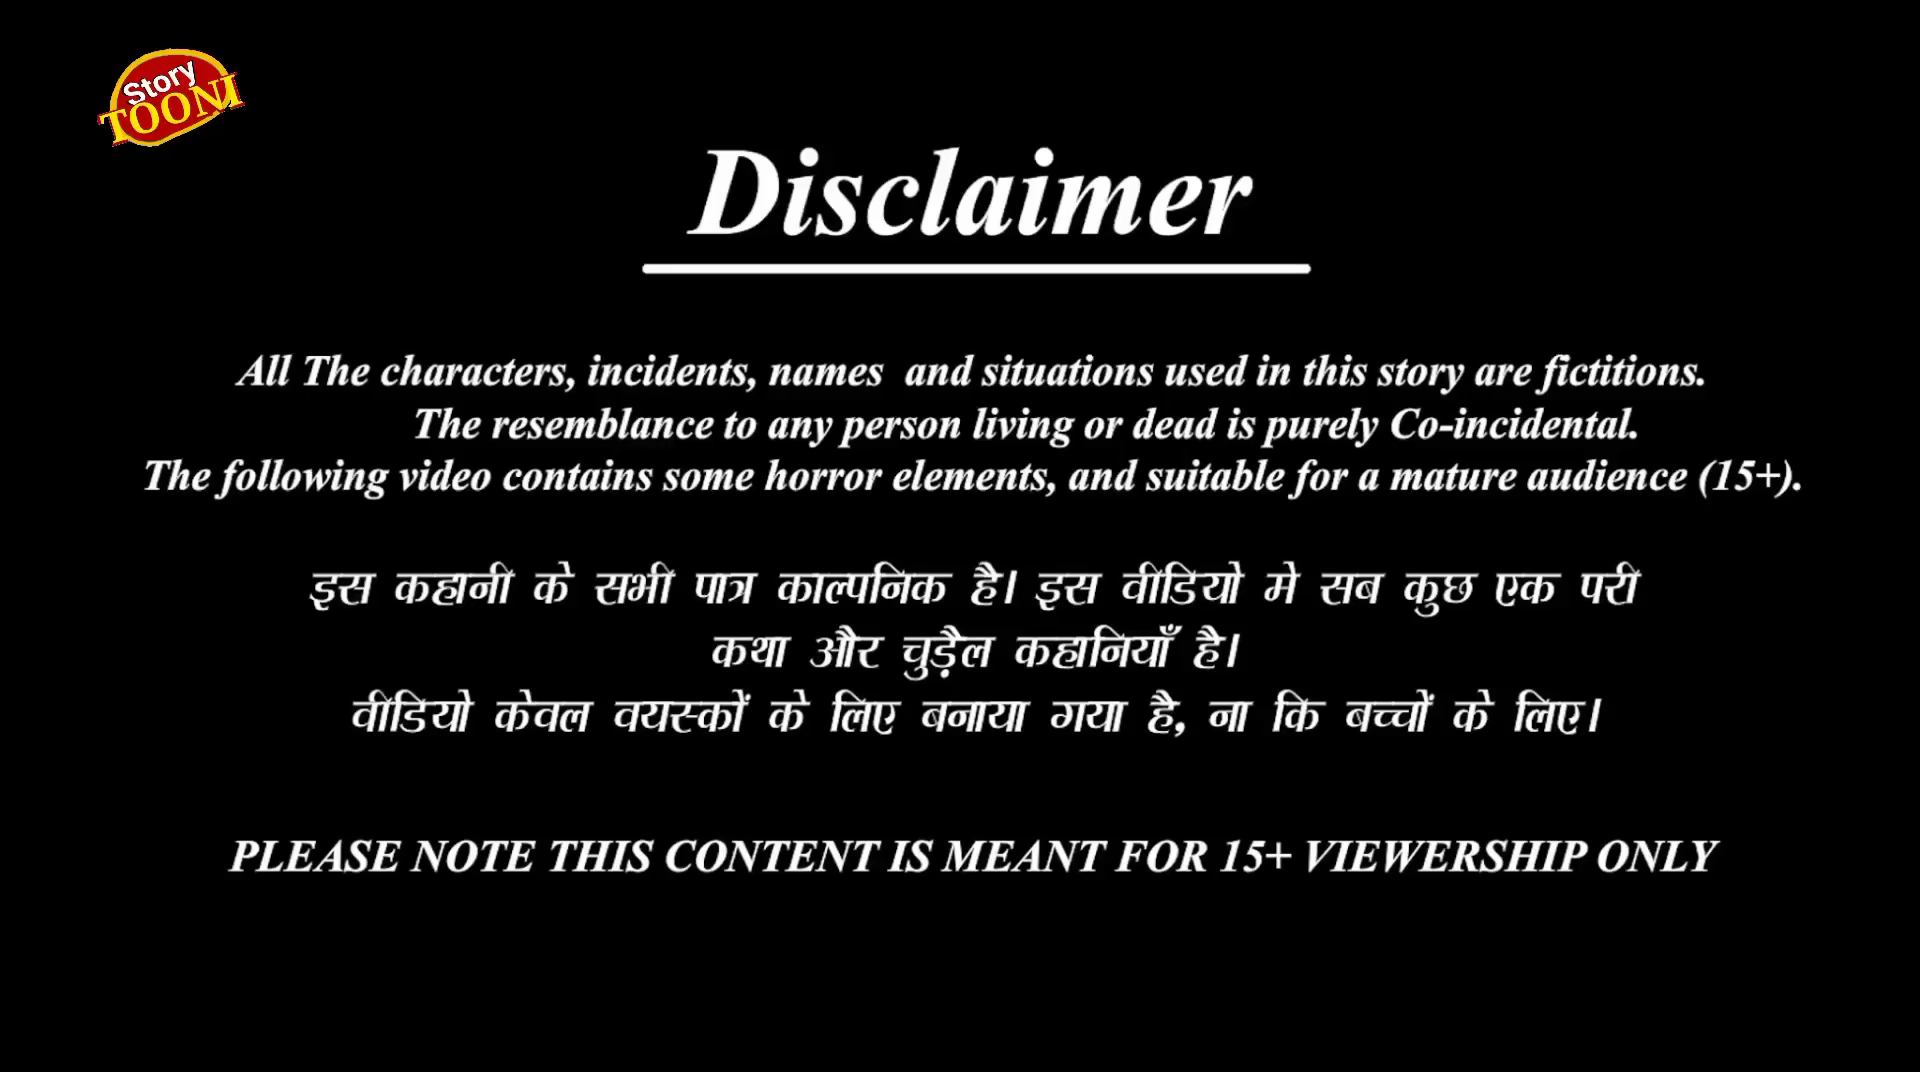 Story
TOONI
Disclaimer
All The characters, incidents, names and situations used in this story are fictitions.
The resemblance to any person living or dead is purely Co-incidental.
The following video contains some horror elements, and suitable for a mature audience (15+).
इस कहानी के सभी पात्र काल्पनिक है। इस वीडियो मे सब कुछ एक परी
कथा और चुड़ैल कहानियाँ है।
वीडियो केवल वयस्कों के लिए बनाया गया है, ना कि बच्चों के लिए।
PLEASE NOTE THIS CONTENT IS MEANT FOR 15+ VIEWERSHIP ONLY